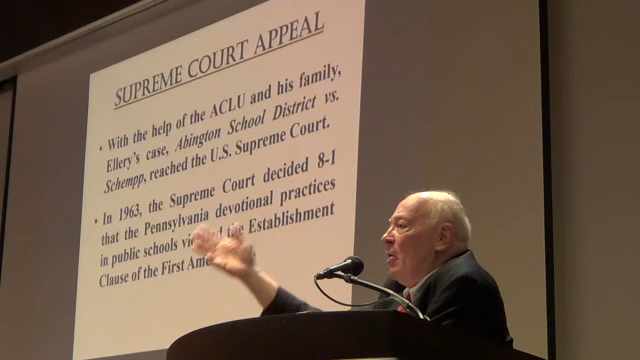 SUPREME COURT APPEAL
• With the help of the ACLU and his family,
Ellery's case, Abington School District vs.
Schempp, reached the U.S. Supreme Court.
• In 1963, the Supreme Court decided 8-1
that the Pennsylvania devotional practices
in public schools the Establishment
Clause of the First